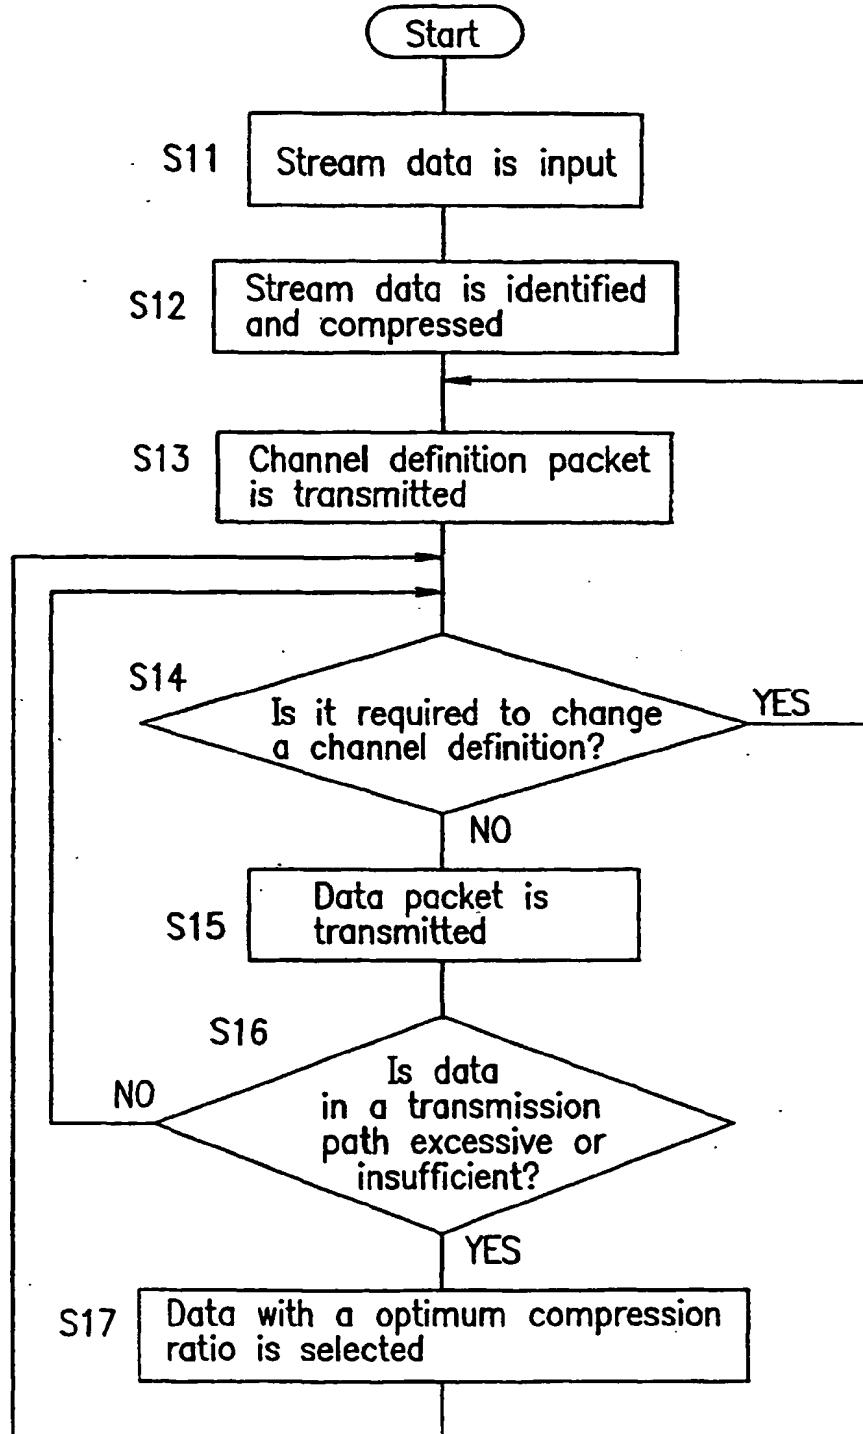 Start
S11
Stream data is input
S12
Stream data is identified
and compressed
S13
Channel definition packet
is transmitted
S14
Is it required to change
a channel definition?
YES
NO
S15
Data packet is
transmitted
S16
Is data
in a transmission
path excessive or
insufficient?
NO
YES
S17
Data with a optimum compression
ratio is selected